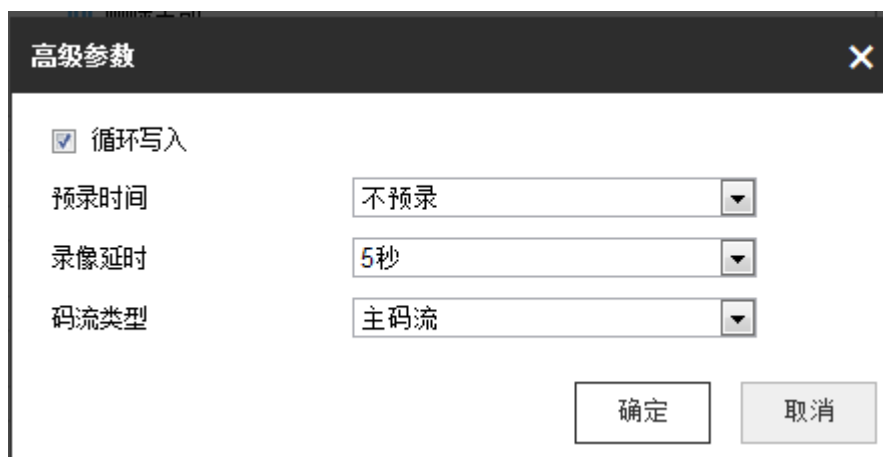 高级参数
循环写入
预录时间 不预录
录像延时 5秒
码流类型 主码流
确定 取消